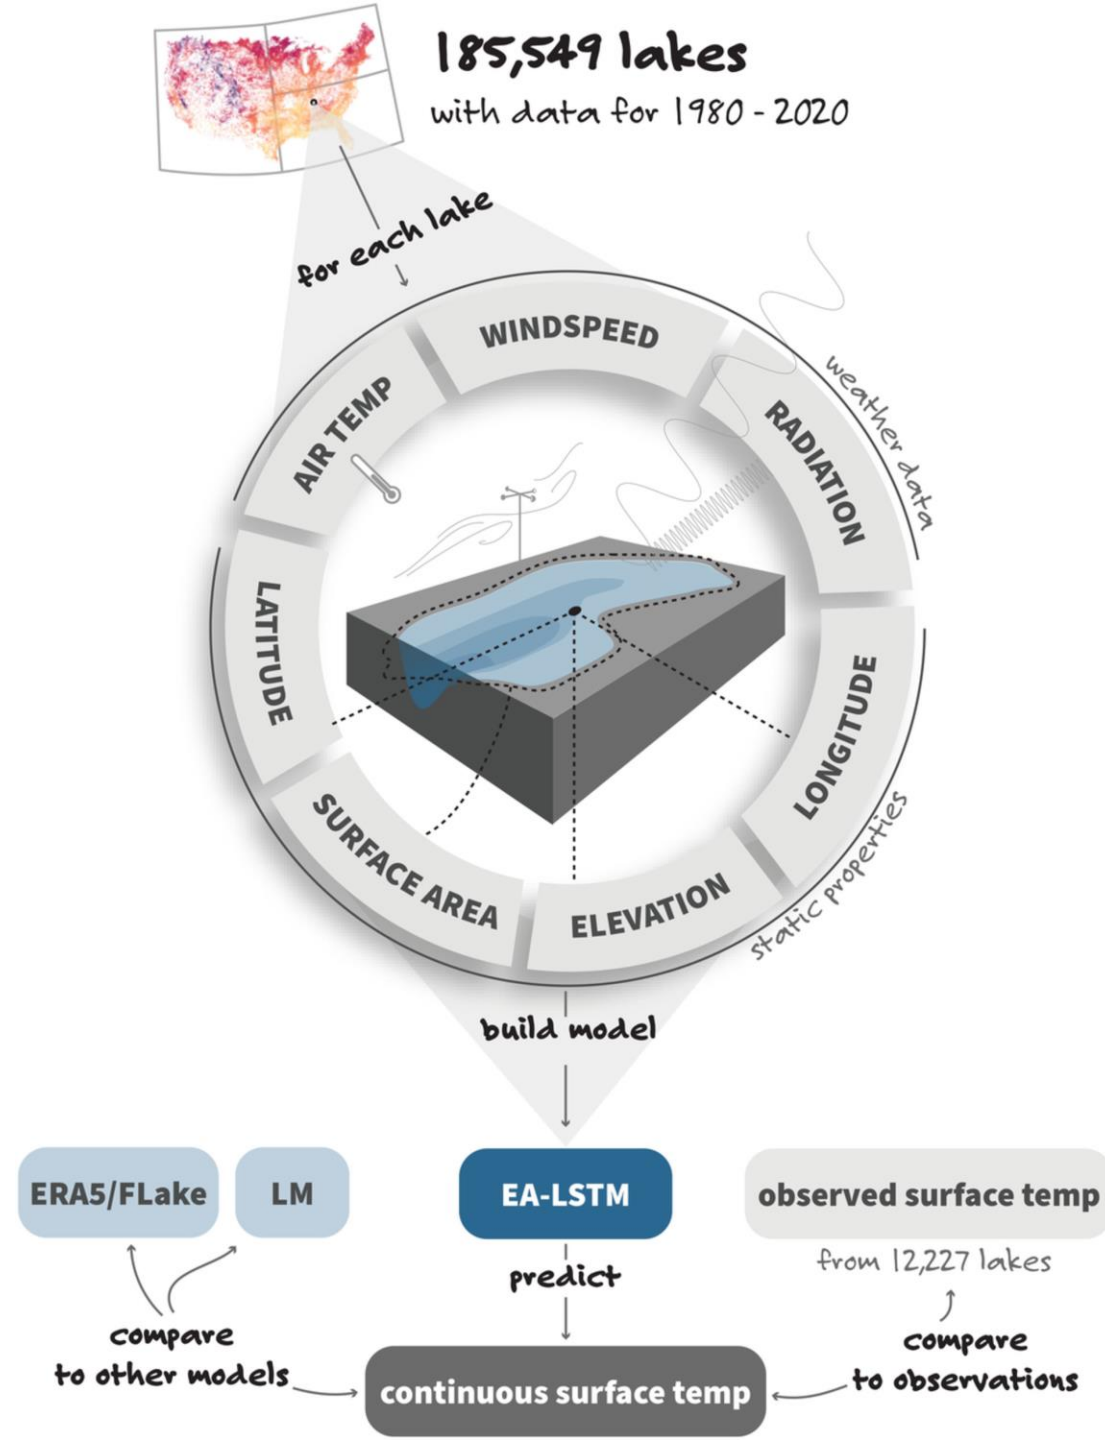 185,549 lakes
with data for 1980 - 2020
for each lake
WINDSPEED
AIR TEMP
RADIATION
weather data
LATITUDE
LONGITUDE
SURFACE AREA
ELEVATION
static properties
build model
ERA5/FLake
LM
EA-LSTM
observed surface temp
from 12,227 lakes
predict
compare
to other models
compare
to observations
continuous surface temp